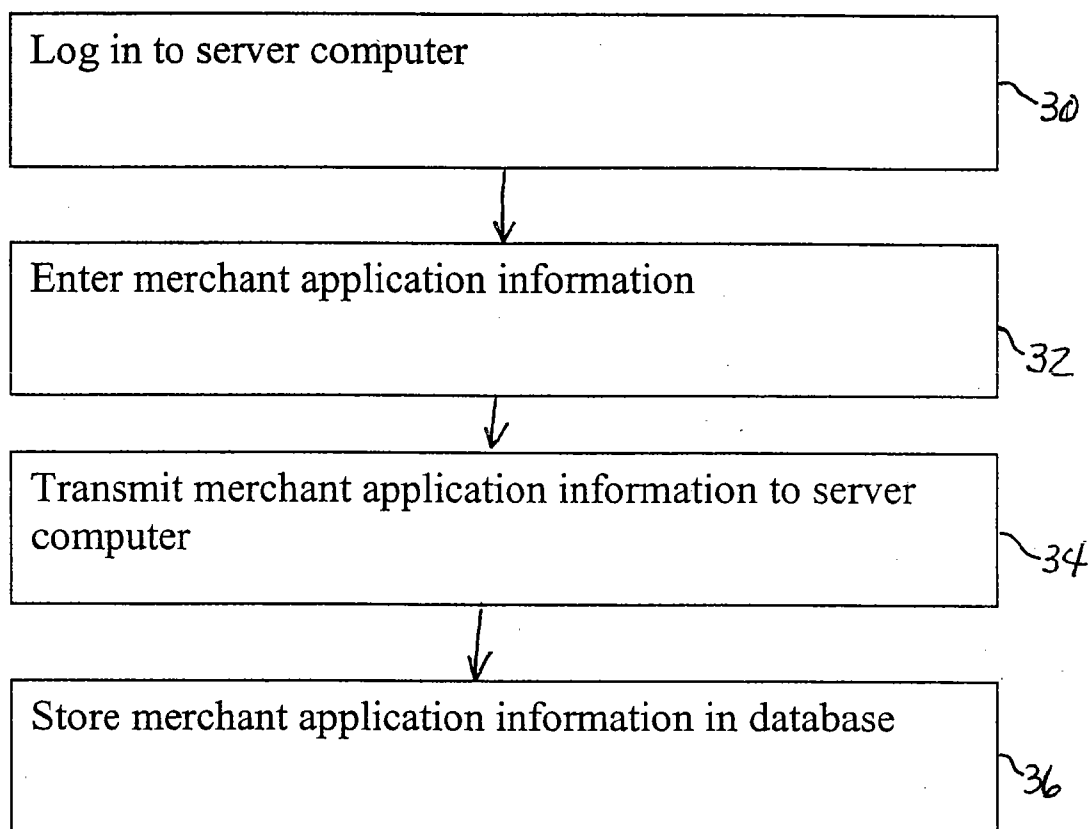 Log in to server computer
30
Enter merchant application information
32
Transmit merchant application information to server
computer
34
Store merchant application information in database
36